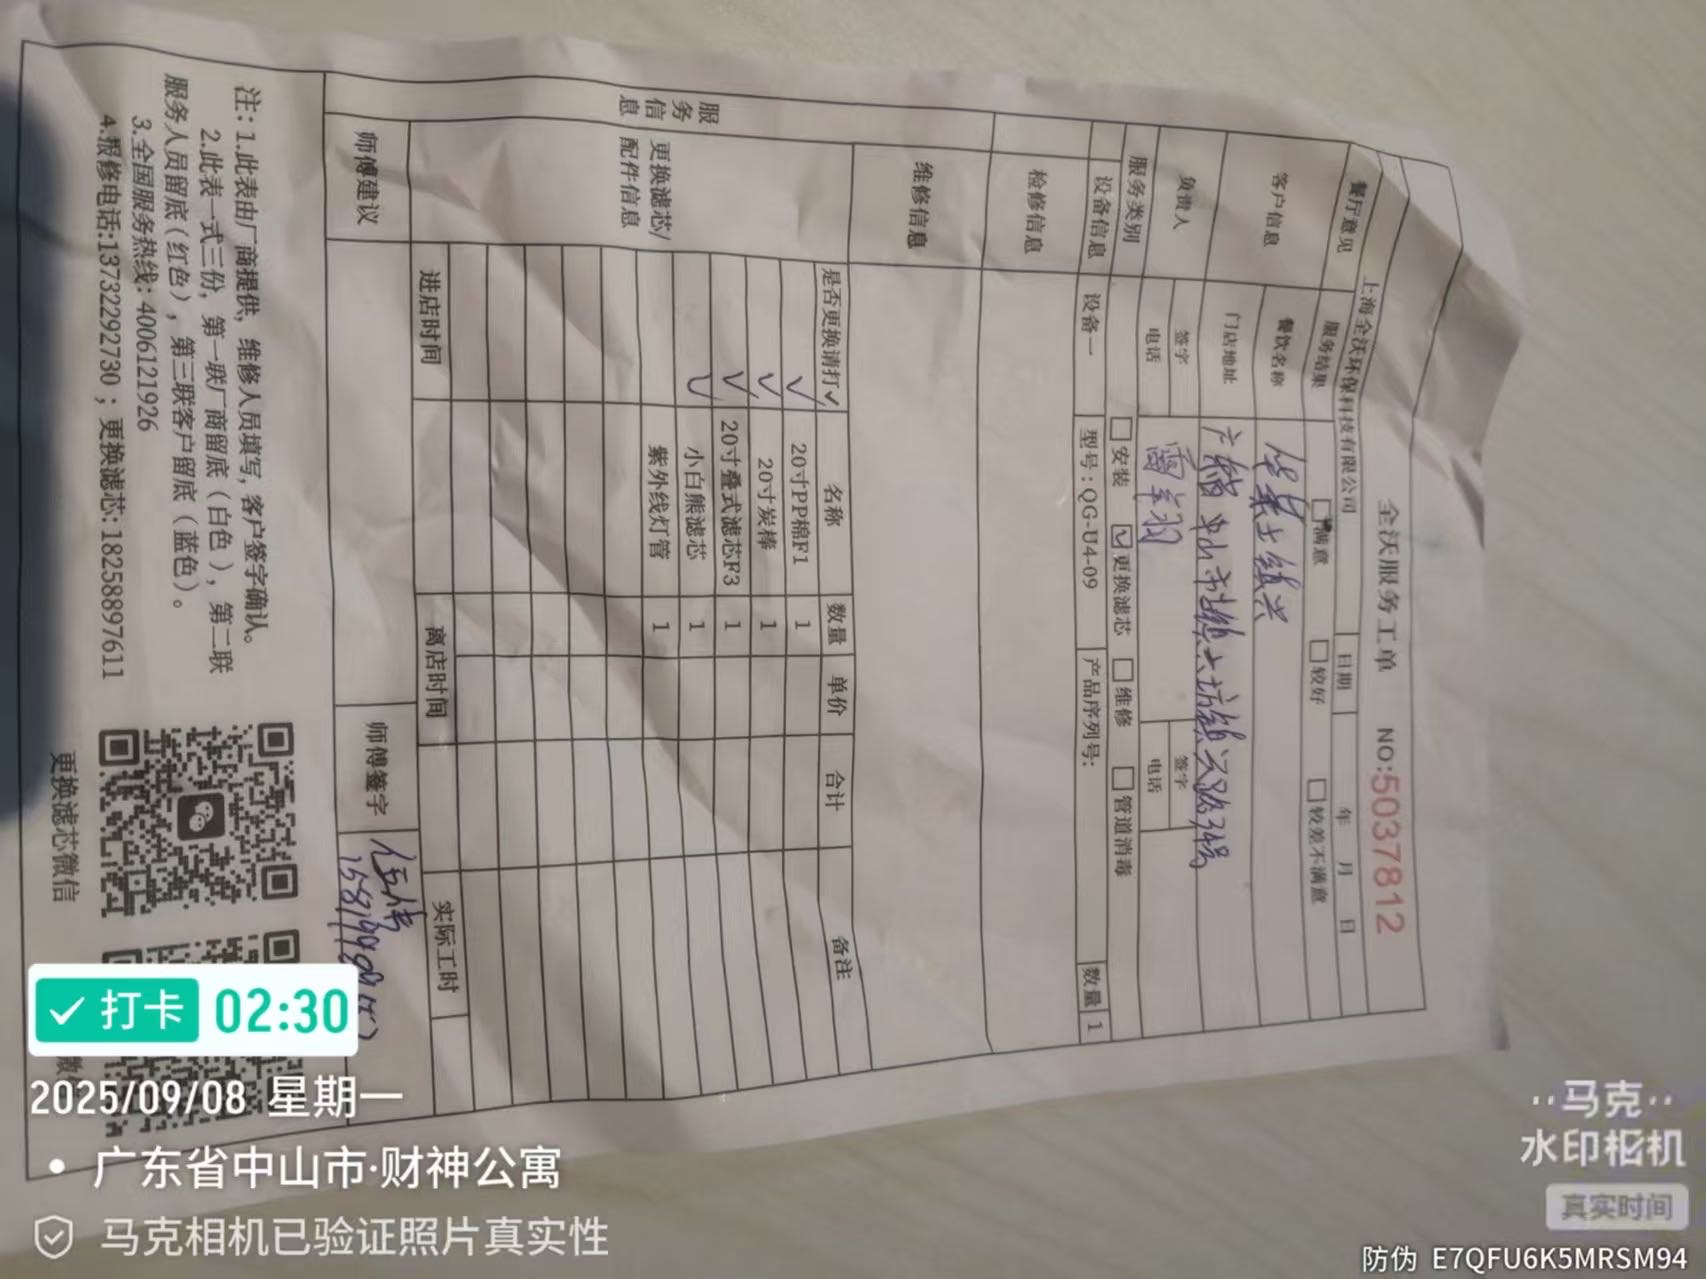 全沃服务工单 NO:5037812
上海全沃环保科技有限公司 日期 年 月 日
餐厅意见 服务结果 满意 较好 较差不满意
客户信息 餐饮名称
门店地址
负责人 签字 签字
电话 电话
服务类别 安装 更换滤芯 维修 管道消毒
设备信息 设备一 型号:QG-U4-09 产品序列号: 数量 1
检修信息
维修信息
服务信息
更换滤芯/配件信息
是否更换请打✓ 名称 数量 单价 合计 备注
✓ 20寸PP棉F1 1
✓ 20寸炭棒 1
✓ 20寸叠式滤芯F3 1
✓ 小白熊滤芯 1
紫外线灯管 1
进店时间 离店时间 实际工时
师傅建议 师傅签字
注: 1.此表由厂商提供, 维修人员填写, 客户签字确认。
2.此表一式三份, 第一联厂商留底(白色), 第二联
服务人员留底(红色), 第三联客户留底(蓝色)。
3.全国服务热线: 4006121926
4.报修电话:13732292730 ; 更换滤芯: 18258897611
更换滤芯微信
打卡 02:30
2025/09/08 星期一
广东省中山市·财神公寓
马克相机已验证照片真实性
马克
水印相机
真实时间
防伪 E7QFU6K5MRSM94